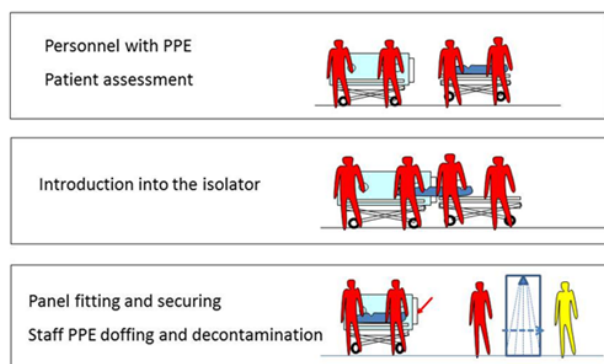 Personnel with PPE
Patient assessment
Introduction into the isolator
Panel fitting and securing
Staff PPE doffing and decontamination